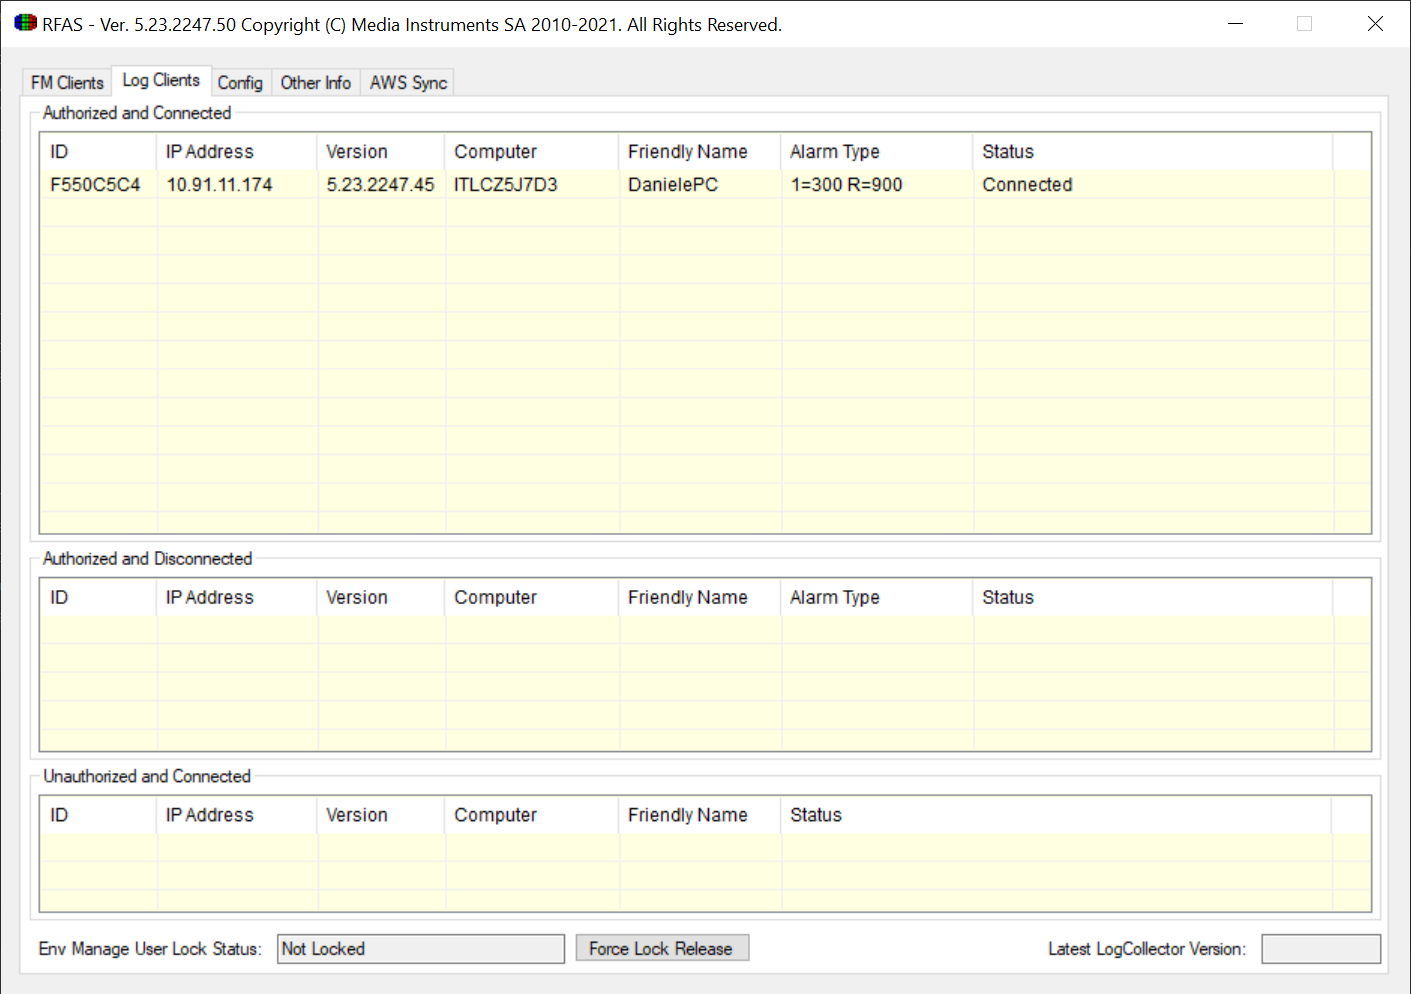 RFAS - Ver. 5.23.2247.50 Copyright (C) Media Instruments SA 2010-2021. All Rights Reserved.
FM Clients Log Clients Config Other Info AWS Sync
Authorized and Connected
ID IP Address Version Computer Friendly Name Alarm Type Status
F550C5C4 10.91.11.174 5.23.2247.45 ITLCZ5J7D3 DanielePC 1=300 R=900 Connected
Authorized and Disconnected
ID IP Address Version Computer Friendly Name Alarm Type Status
Unauthorized and Connected
ID IP Address Version Computer Friendly Name Status
Env Manage User Lock Status: Not Locked Force Lock Release Latest LogCollector Version: